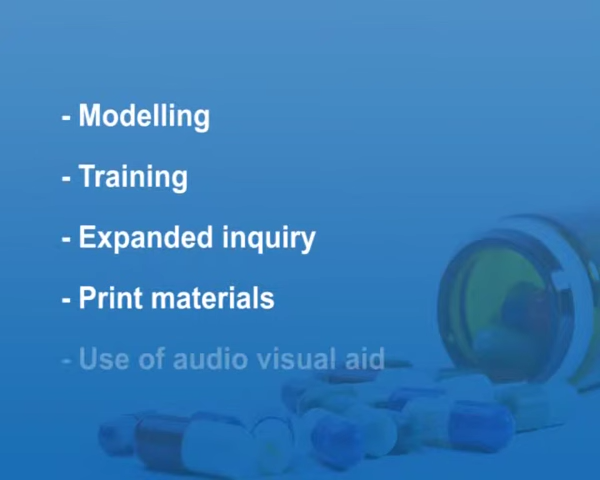 - Modelling
- Training
- Expanded inquiry
- Print materials
- Use of audio visual aid